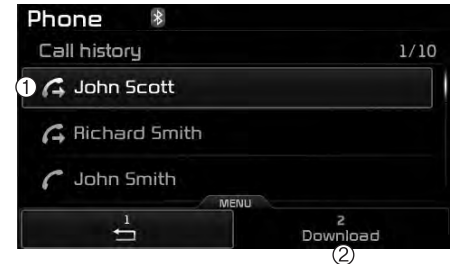 Phone
Call history 1/10
① John Scott
Richard Smith
John Smith
MENU
1 2
Download
②